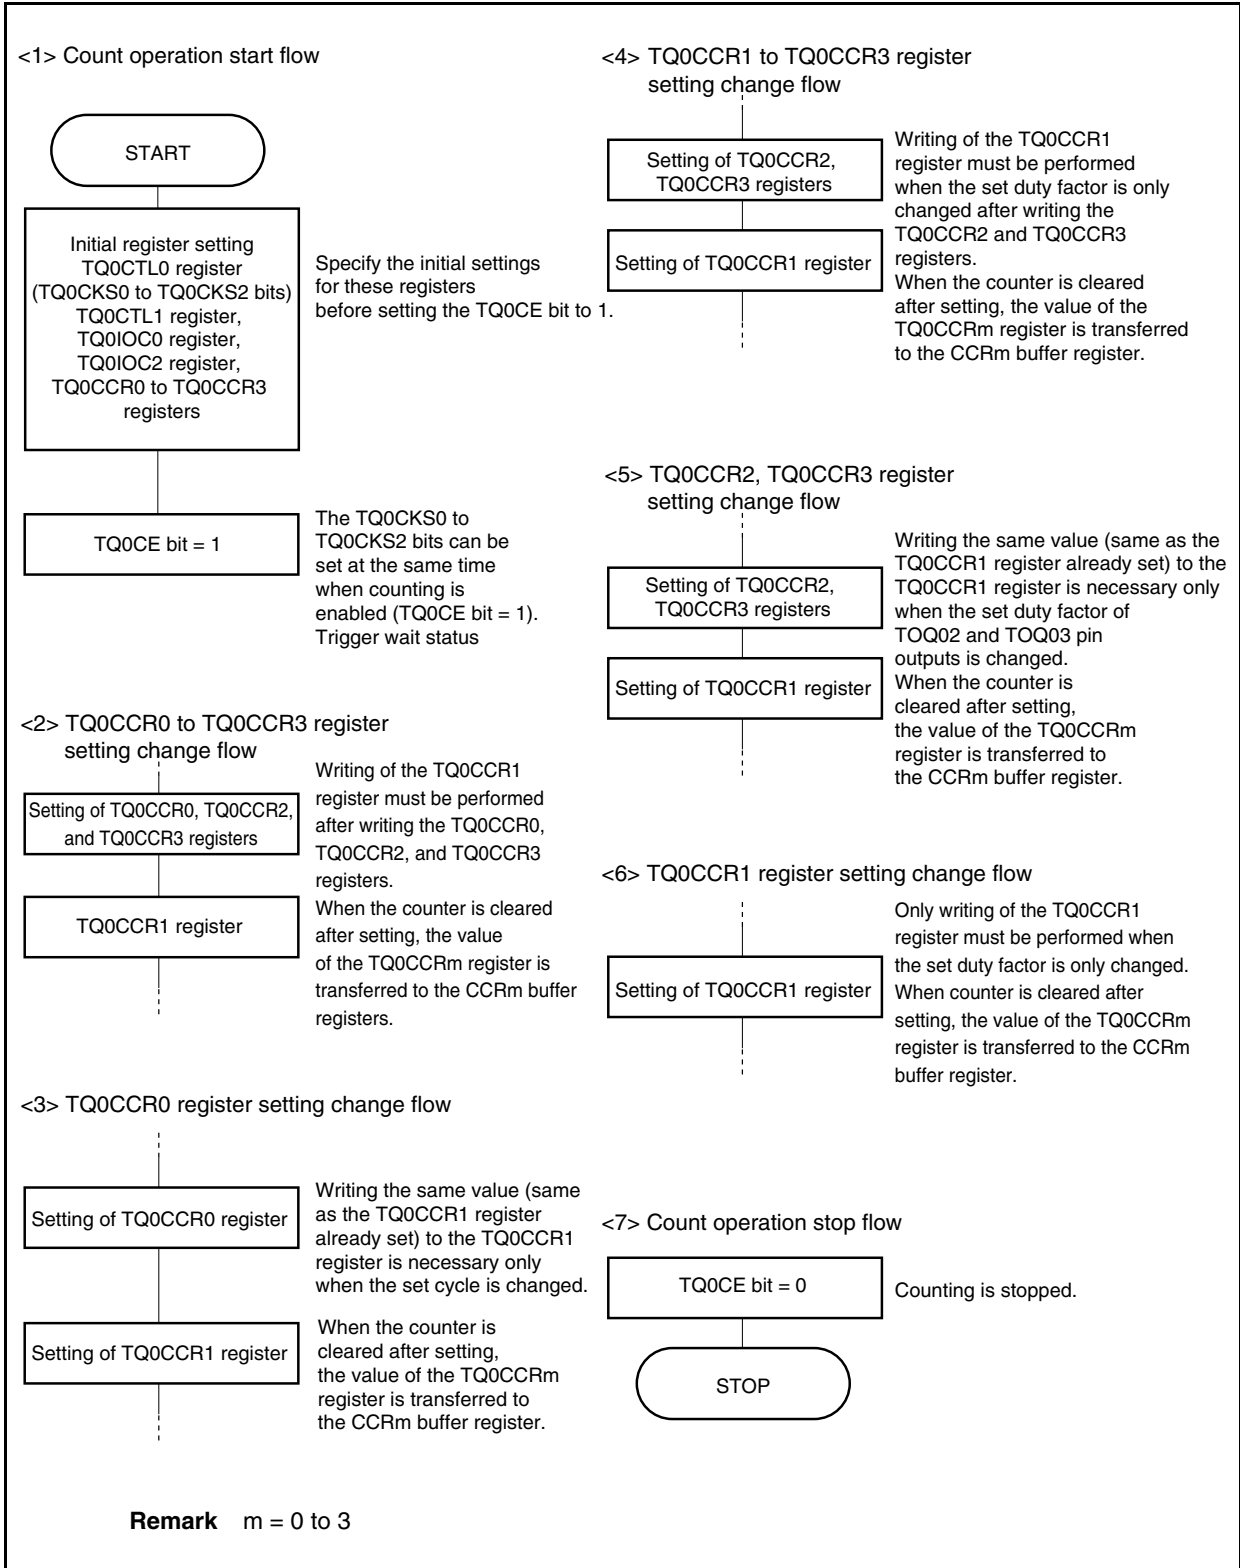 <1> Count operation start flow
START
Initial register setting
TQ0CTL0 register
(TQ0CKS0 to TQ0CKS2 bits)
TQ0CTL1 register,
TQ0IOC0 register,
TQ0IOC2 register,
TQ0CCR0 to TQ0CCR3
registers
Specify the initial settings
for these registers
before setting the TQ0CE bit to 1.
TQ0CE bit = 1
The TQ0CKS0 to
TQ0CKS2 bits can be
set at the same time
when counting is
enabled (TQ0CE bit = 1).
Trigger wait status
<2> TQ0CCR0 to TQ0CCR3 register
setting change flow
Setting of TQ0CCR0, TQ0CCR2,
and TQ0CCR3 registers
TQ0CCR1 register
Writing of the TQ0CCR1
register must be performed
after writing the TQ0CCR0,
TQ0CCR2, and TQ0CCR3
registers.
When the counter is cleared
after setting, the value
of the TQ0CCRm register is
transferred to the CCRm buffer
registers.
<3> TQ0CCR0 register setting change flow
Setting of TQ0CCR0 register
Writing the same value (same
as the TQ0CCR1 register
already set) to the TQ0CCR1
register is necessary only
when the set cycle is changed.
Setting of TQ0CCR1 register
When the counter is
cleared after setting,
the value of the TQ0CCRm
register is transferred to
the CCRm buffer register.
<4> TQ0CCR1 to TQ0CCR3 register
setting change flow
Setting of TQ0CCR2,
TQ0CCR3 registers
Setting of TQ0CCR1 register
Writing of the TQ0CCR1
register must be performed
when the set duty factor is only
changed after writing the
TQ0CCR2 and TQ0CCR3
registers.
When the counter is cleared
after setting, the value of the
TQ0CCRm register is transferred
to the CCRm buffer register.
<5> TQ0CCR2, TQ0CCR3 register
setting change flow
Setting of TQ0CCR2,
TQ0CCR3 registers
Setting of TQ0CCR1 register
Writing the same value (same as the
TQ0CCR1 register already set) to the
TQ0CCR1 register is necessary only
when the set duty factor of
TOQ02 and TOQ03 pin
outputs is changed.
When the counter is
cleared after setting,
the value of the TQ0CCRm
register is transferred to
the CCRm buffer register.
<6> TQ0CCR1 register setting change flow
Setting of TQ0CCR1 register
Only writing of the TQ0CCR1
register must be performed when
the set duty factor is only changed.
When counter is cleared after
setting, the value of the TQ0CCRm
register is transferred to the CCRm
buffer register.
<7> Count operation stop flow
TQ0CE bit = 0
Counting is stopped.
STOP
Remark m = 0 to 3